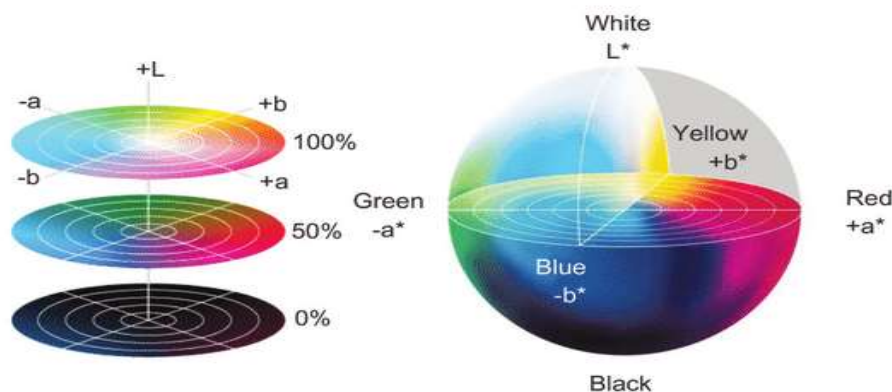 +L
-a
+b
100%
-b
+a
50%
0%
White
L*
Yellow
+b*
Green
-a*
Red
+a*
Blue
-b*
Black